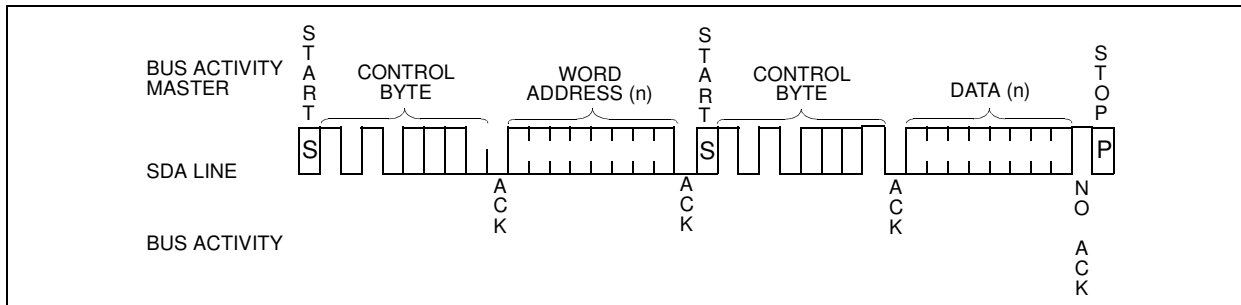 BUS ACTIVITY
MASTER
START
CONTROL
BYTE
WORD
ADDRESS (n)
START
CONTROL
BYTE
DATA (n)
STOP
SDA LINE
S
S
P
ACK
ACK
ACK
NO ACK
BUS ACTIVITY